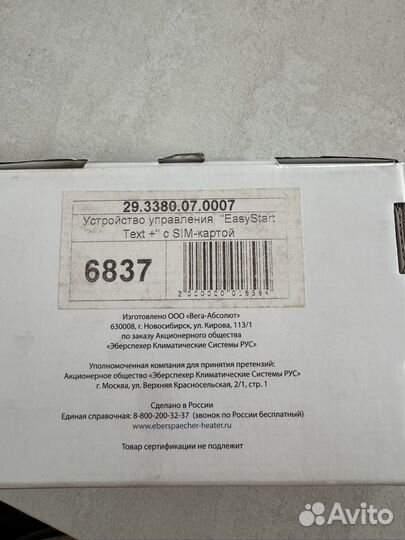 29.3380.07.0007
Устройство управления "EasyStart
Text +" с SIM-картой
6837
Изготовлено ООО «Вега-Абсолют»
630008, г. Новосибирск, ул. Кирова, 113/1
по заказу Акционерного общества
«Эберспехер Климатические Системы РУС»
Уполномоченная компания для принятия претензий:
Акционерное общество «Эберспехер Климатические Системы РУС»
г. Москва, ул. Верхняя Красносельская, 2/1, стр. 1
Сделано в России
Единая справочная: 8-800-200-32-37 (звонок по России бесплатный)
www.eberspaecher-heater.ru
Товар сертификации не подлежит
Avito